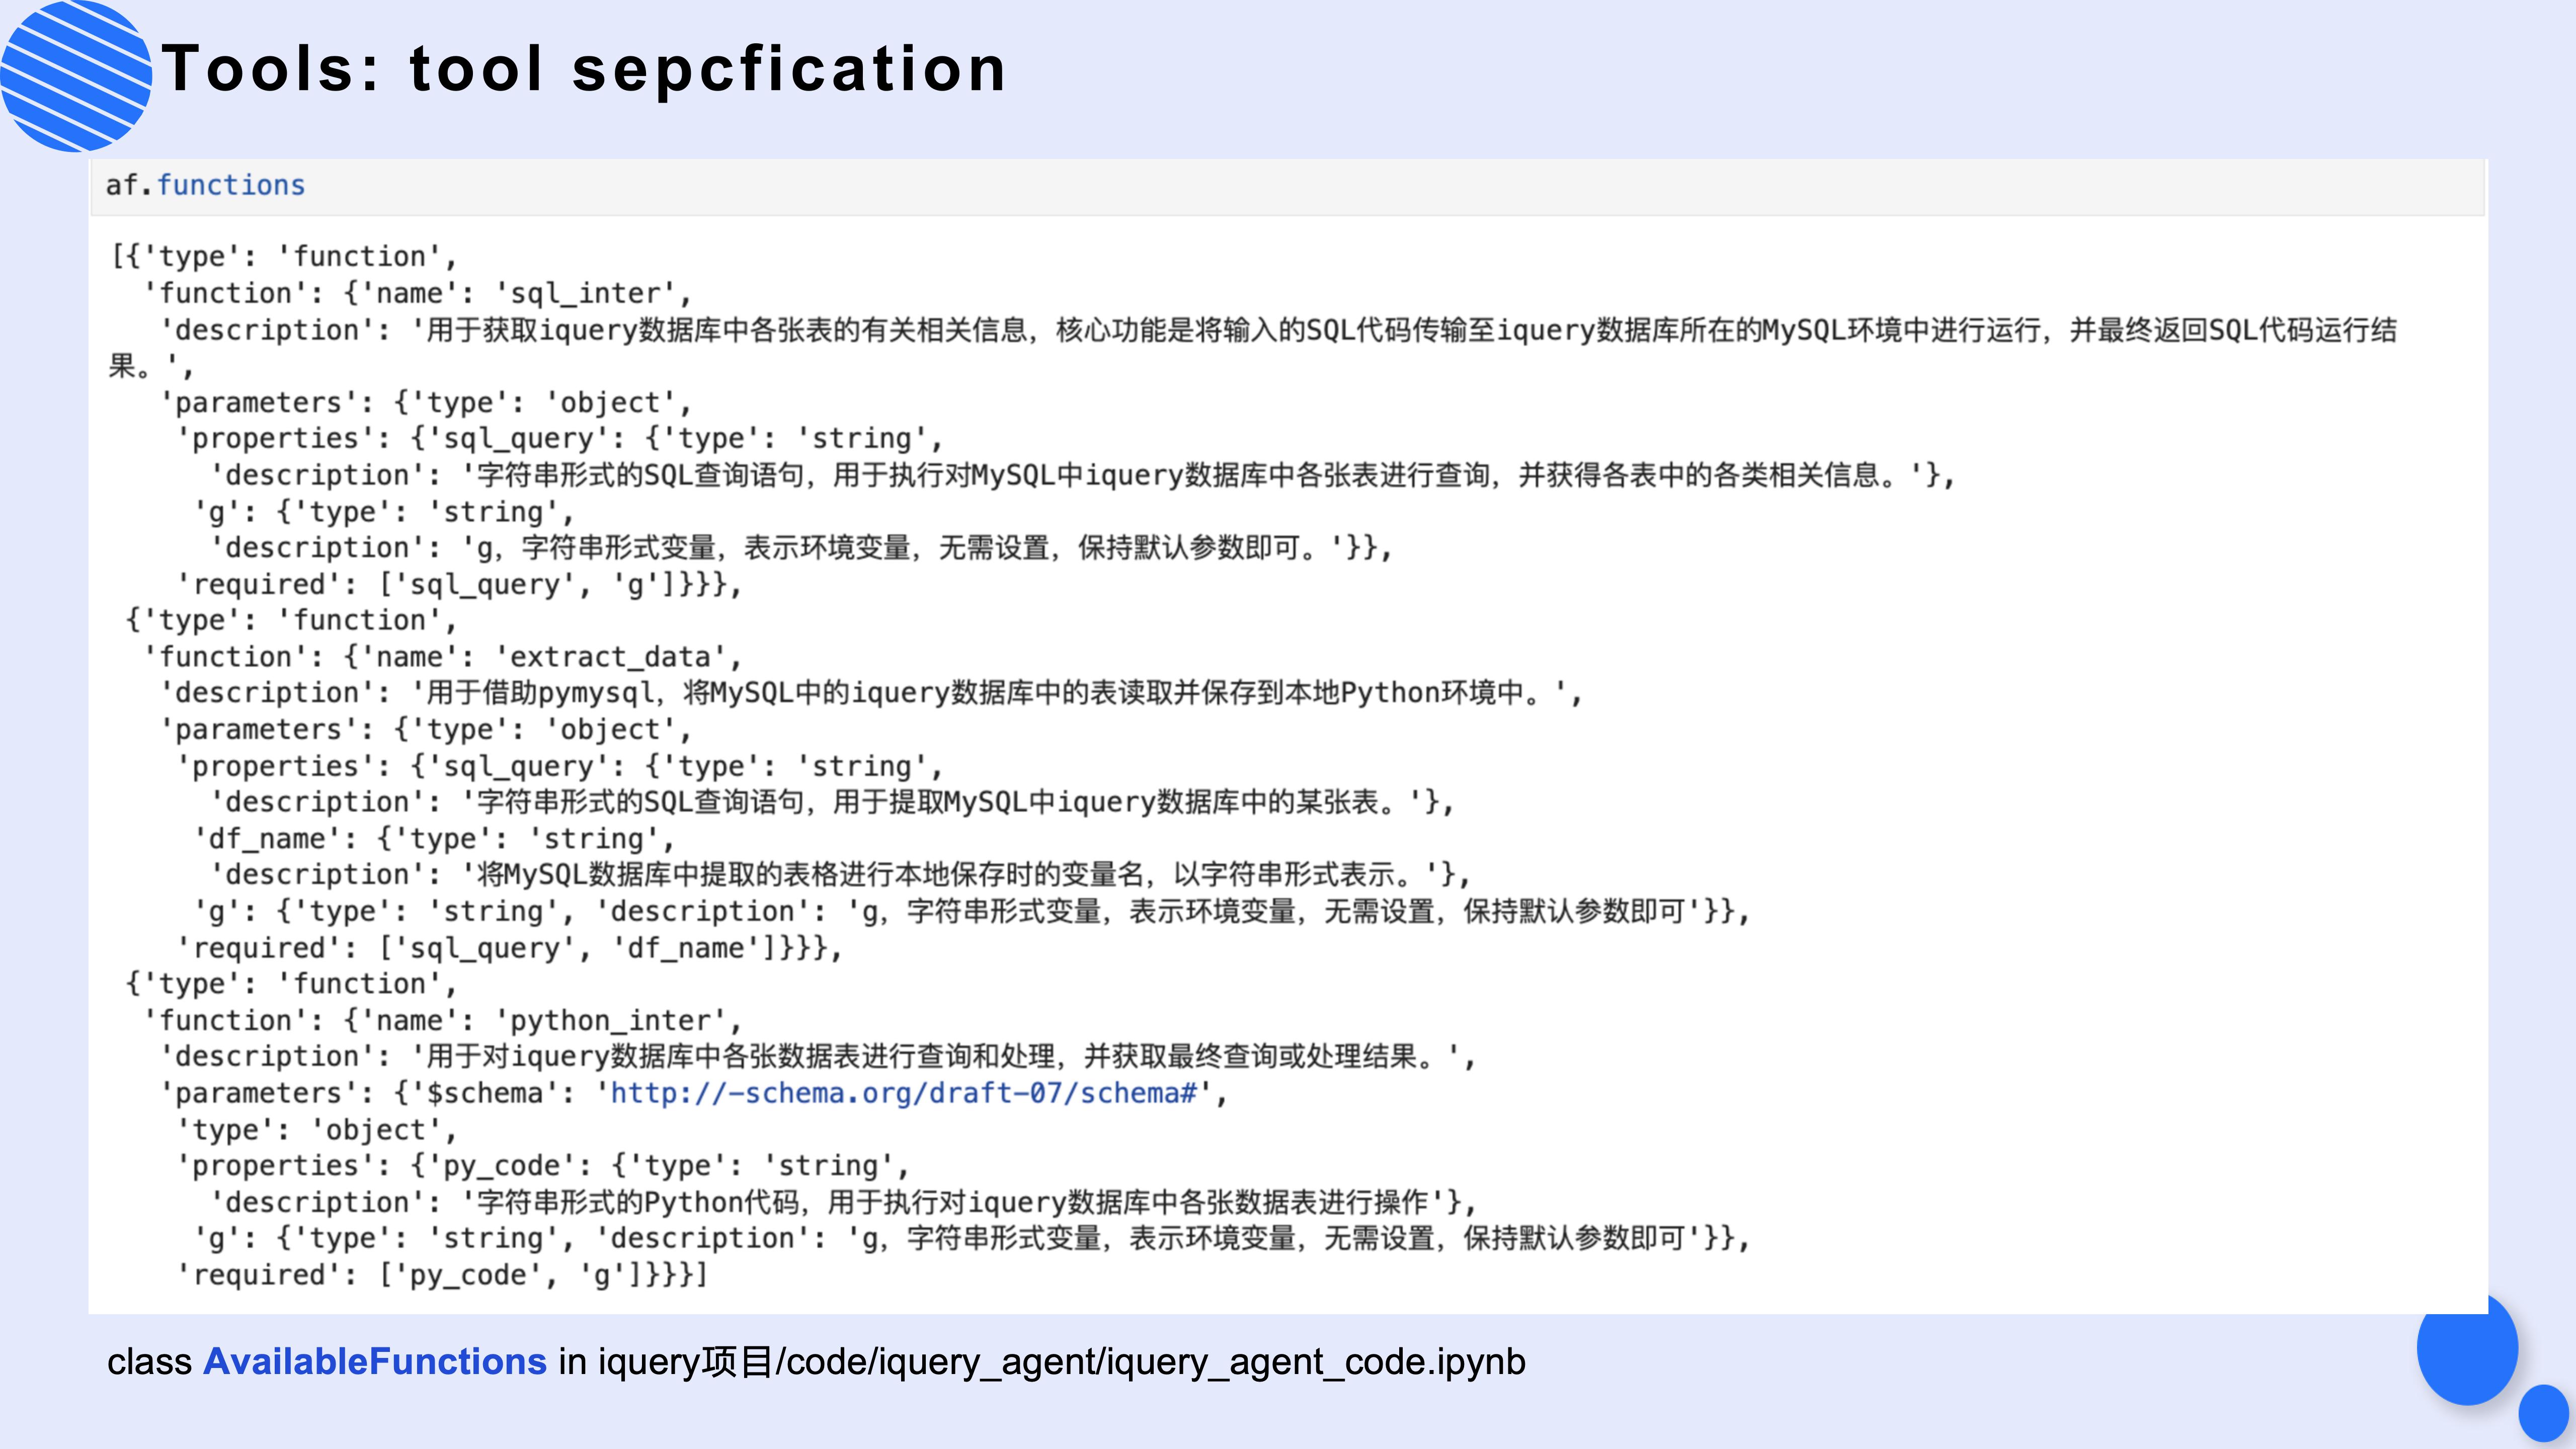 Tools: tool sepcfication
af.functions
[{'type': 'function',
'function': {'name': 'sql_inter',
'description': '用于获取iquery数据库中各张表的有关相关信息，核心功能是将输入的SQL代码传输至iquery数据库所在的MySQL环境中进行运行，并最终返回SQL代码运行结
果。',
'parameters': {'type': 'object',
'properties': {'sql_query': {'type': 'string',
'description': '字符串形式的SQL查询语句，用于执行对MySQL中iquery数据库中各张表进行查询，并获得各表中的各类相关信息。'},
'g': {'type': 'string',
'description': 'g，字符串形式变量，表示环境变量，无需设置，保持默认参数即可。'}},
'required': ['sql_query', 'g']}}},
{'type': 'function',
'function': {'name': 'extract_data',
'description': '用于借助pymysql，将MySQL中的iquery数据库中的表读取并保存到本地Python环境中。',
'parameters': {'type': 'object',
'properties': {'sql_query': {'type': 'string',
'description': '字符串形式的SQL查询语句，用于提取MySQL中iquery数据库中的某张表。'},
'df_name': {'type': 'string',
'description': '将MySQL数据库中提取的表格进行本地保存时的变量名，以字符串形式表示。'},
'g': {'type': 'string', 'description': 'g，字符串形式变量，表示环境变量，无需设置，保持默认参数即可'}},
'required': ['sql_query', 'df_name']}}},
{'type': 'function',
'function': {'name': 'python_inter',
'description': '用于对iquery数据库中各张数据表进行查询和处理，并获取最终查询或处理结果。',
'parameters': {'$schema': 'http://-schema.org/draft-07/schema#',
'type': 'object',
'properties': {'py_code': {'type': 'string',
'description': '字符串形式的Python代码，用于执行对iquery数据库中各张数据表进行操作'},
'g': {'type': 'string', 'description': 'g，字符串形式变量，表示环境变量，无需设置，保持默认参数即可'}},
'required': ['py_code', 'g']}}}]
class AvailableFunctions in iquery项目/code/iquery_agent/iquery_agent_code.ipynb